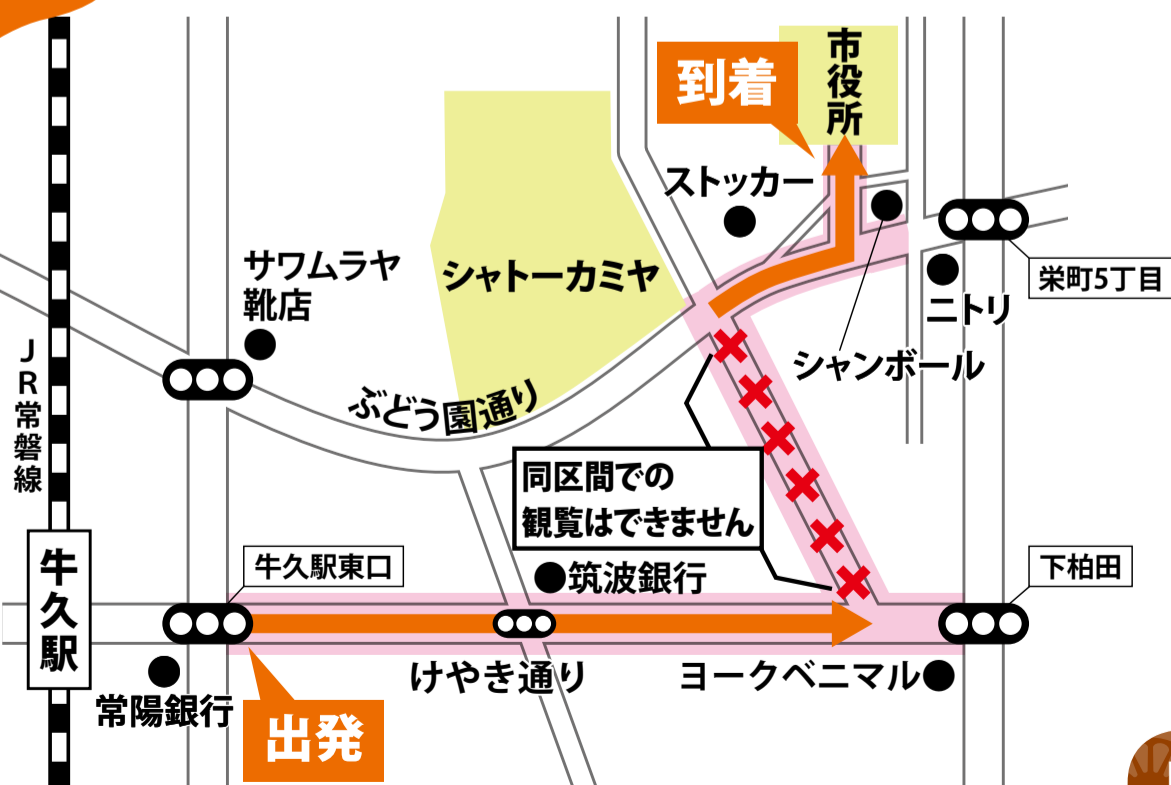 市役所
到着
ストッカー
サワムラヤ
靴店
シャトーカミヤ
栄町5丁目
ニトリ
シャンボール
JR常磐線
ぶどう園通り
同区間での
観覧はできません
牛久駅
牛久駅東口
筑波銀行
下柏田
けやき通り
ヨークベニマル
常陽銀行
出発